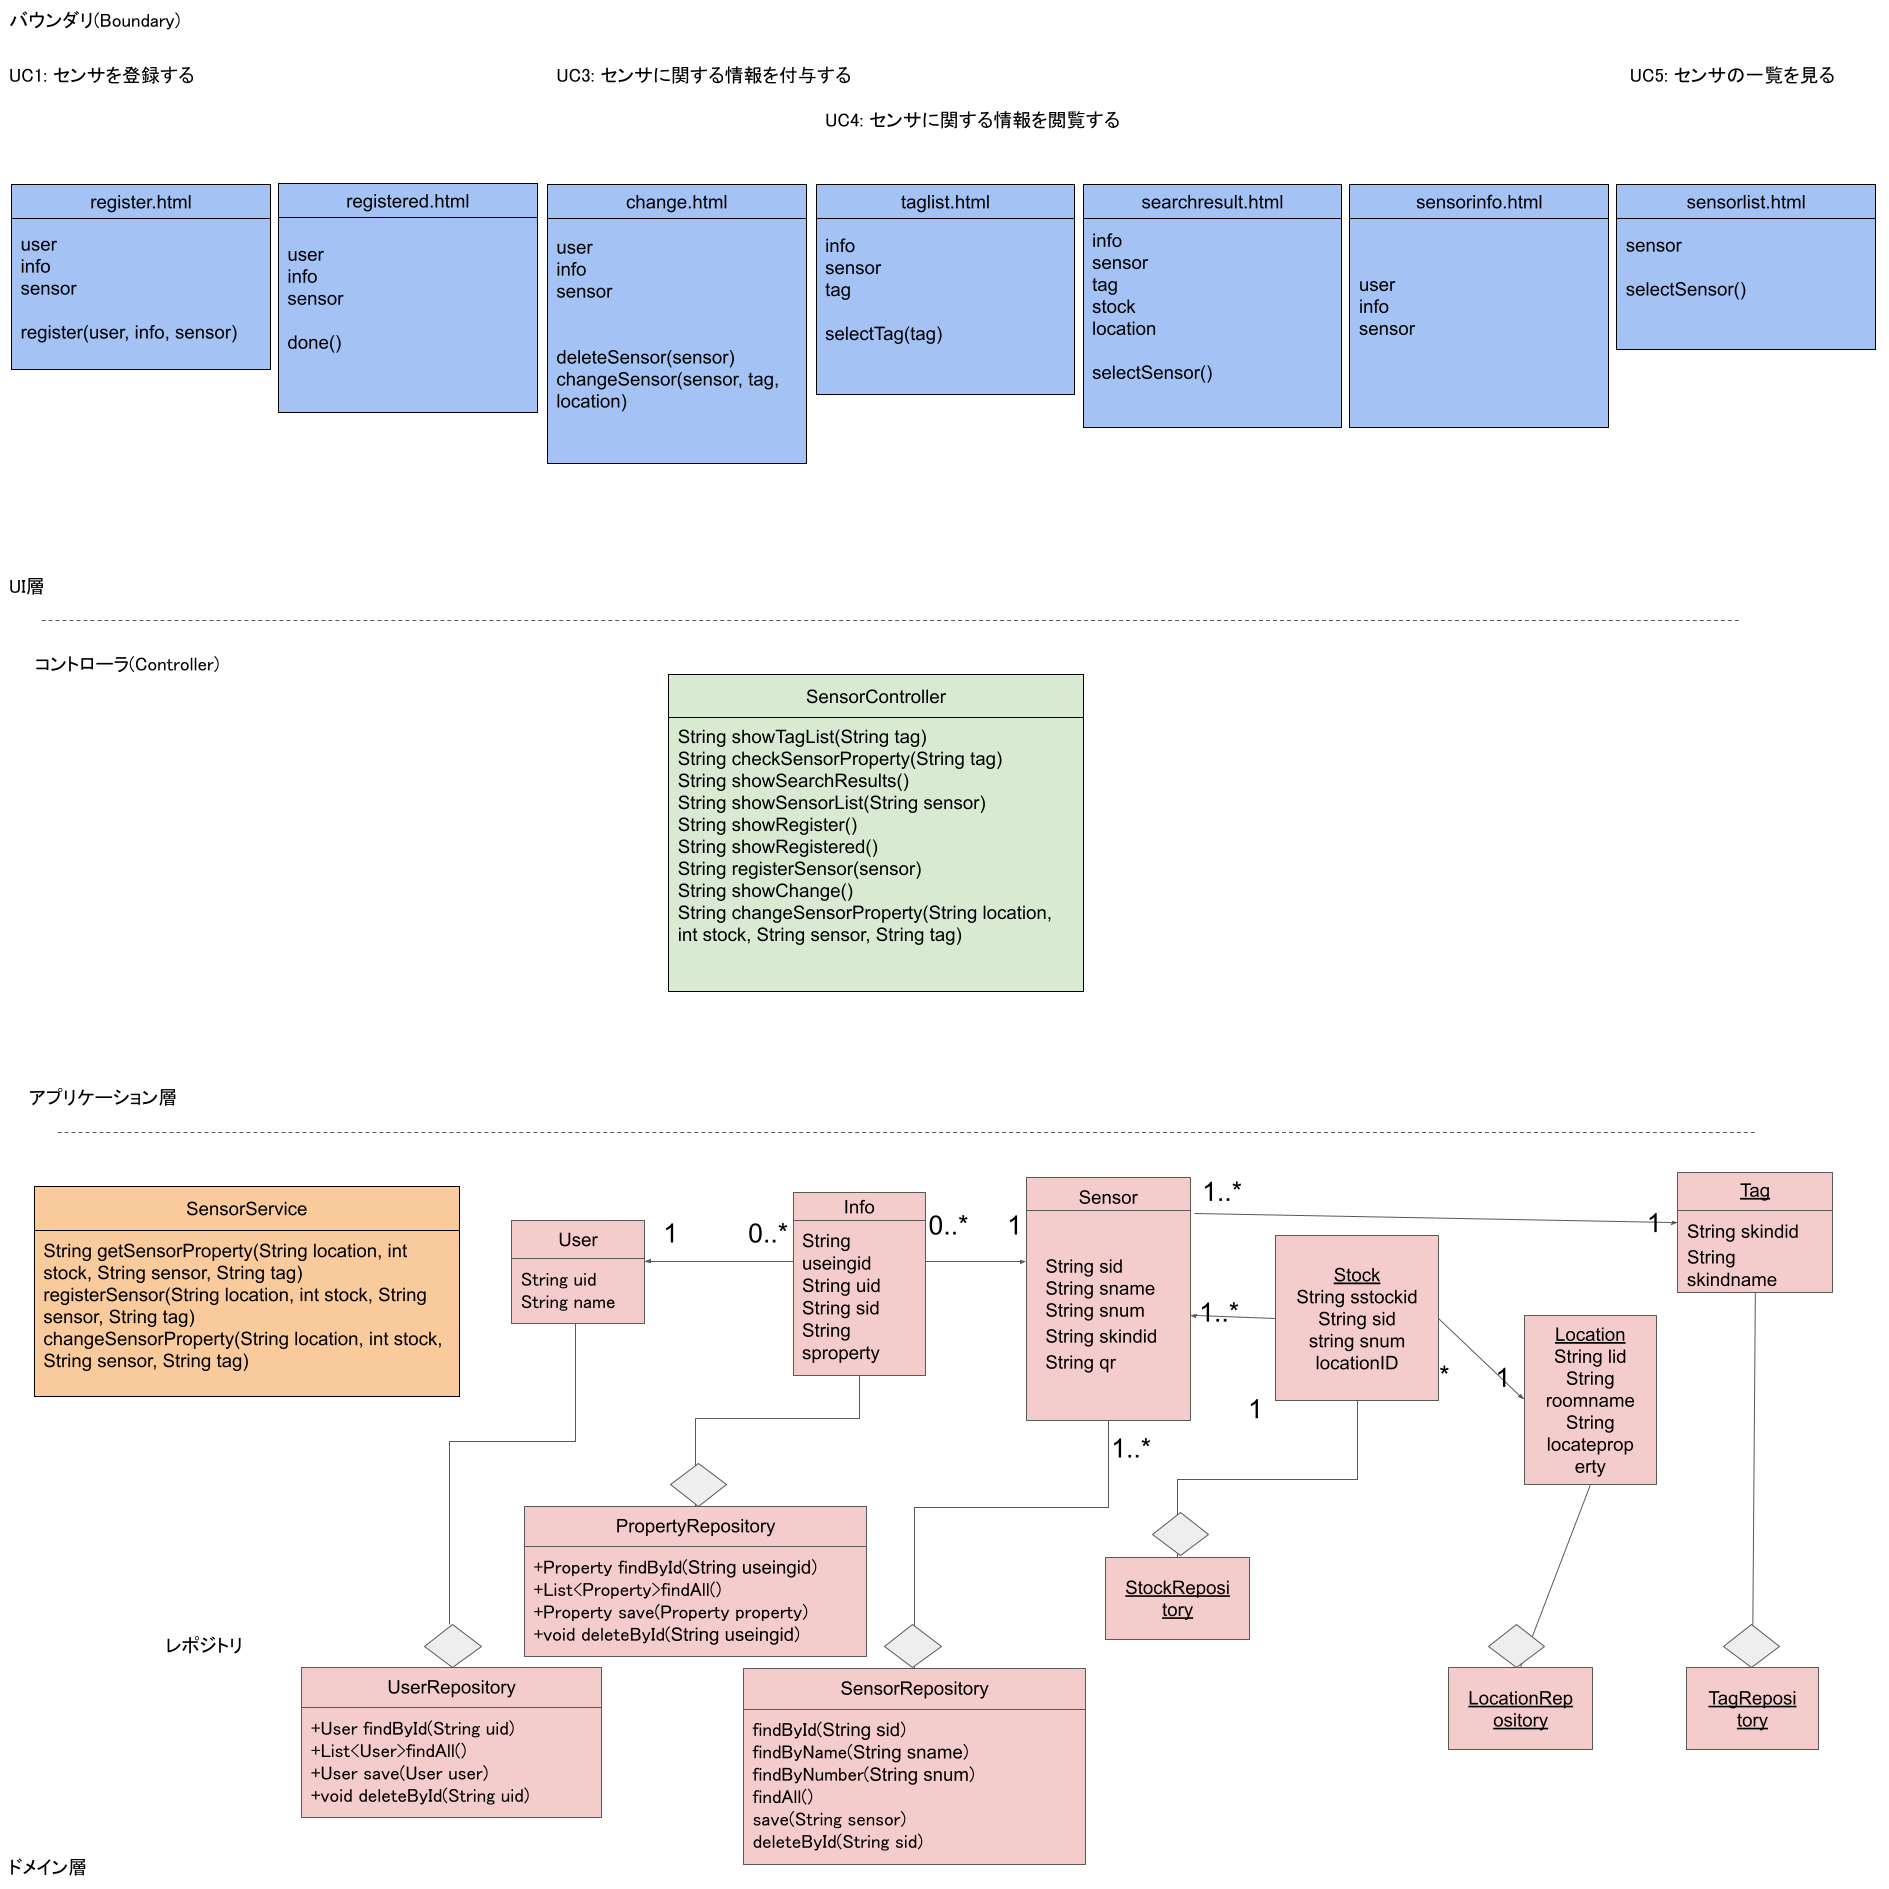 バウンダリ(Boundary)
UC1: センサを登録する
UC3: センサに関する情報を付与する
UC5: センサの一覧を見る
UC4: センサに関する情報を閲覧する
register.html
user
info
sensor
register(user, info, sensor)
registered.html
user
info
sensor
done()
change.html
user
info
sensor
deleteSensor(sensor)
changeSensor(sensor, tag,
location)
taglist.html
info
sensor
tag
selectTag(tag)
searchresult.html
info
sensor
tag
stock
location
selectSensor()
sensorinfo.html
user
info
sensor
sensorlist.html
sensor
selectSensor()
UI層
コントローラ(Controller)
SensorController
String showTagList(String tag)
String checkSensorProperty(String tag)
String showSearchResults()
String showSensorList(String sensor)
String showRegister()
String showRegistered()
String registerSensor(sensor)
String showChange()
String changeSensorProperty(String location,
int stock, String sensor, String tag)
アプリケーション層
SensorService
String getSensorProperty(String location, int
stock, String sensor, String tag)
registerSensor(String location, int stock, String
sensor, String tag)
changeSensorProperty(String location, int stock,
String sensor, String tag)
User
String uid
String name
1
0..*
Info
String
useingid
String uid
String sid
String
sproperty
0..*
1
Sensor
String sid
String sname
String snum
String skindid
String qr
1..*
1
Tag
String skindid
String
skindname
1..*
Stock
String sstockid
String sid
string snum
locationID
*
1
1
Location
String lid
String
roomname
String
locateprop
erty
1..*
PropertyRepository
+Property findById(String useingid)
+List<Property>findAll()
+Property save(Property property)
+void deleteById(String useingid)
StockReposi
tory
レポジトリ
UserRepository
+User findById(String uid)
+List<User>findAll()
+User save(User user)
+void deleteById(String uid)
SensorRepository
findById(String sid)
findByName(String sname)
findByNumber(String snum)
findAll()
save(String sensor)
deleteById(String sid)
LocationRep
ository
TagReposi
tory
ドメイン層